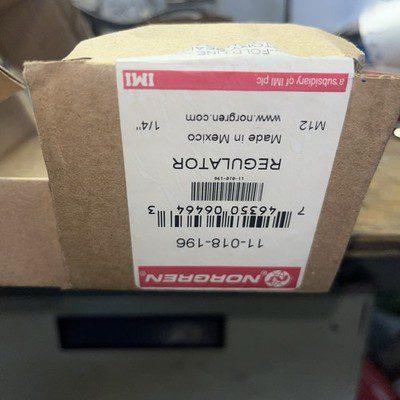 NORGREN
11-018-196
7 46350 06464 3
11-018-196
REGULATOR
Made in Mexico
www.norgren.com
M12 1/4"
a subsidiary of IMI plc IMI